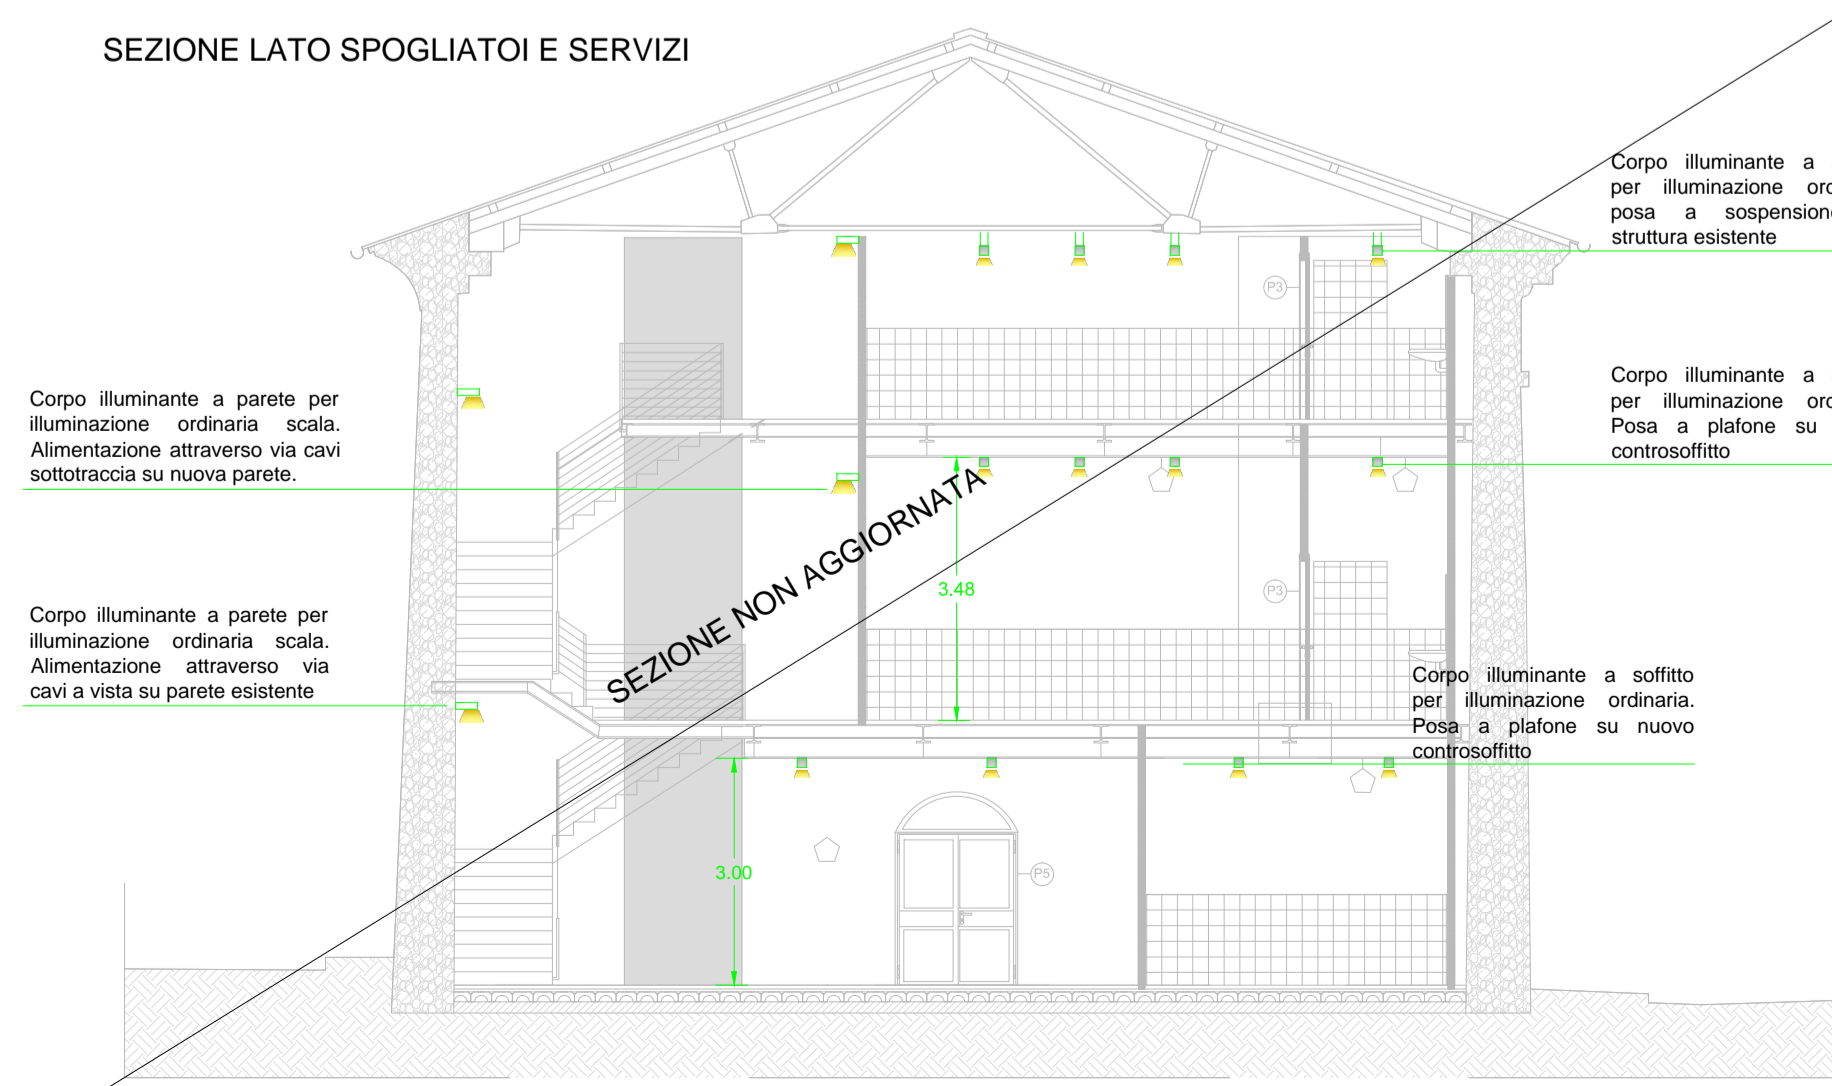 SEZIONE LATO SPOGLIATOI E SERVIZI
Corpo illuminante a
per illuminazione
posa a
struttura esistente
P3
Corpo illuminante a parete per
illuminazione ordinaria scala.
Alimentazione attraverso via cavi
sottotraccia su nuova parete.
Corpo illuminante a
per illuminazione
Posa a plafone su
controsoffitto
SEZIONE NON AGGIORNATA
3.48
P3
Corpo illuminante a parete per
illuminazione ordinaria scala.
Alimentazione attraverso via
cavi a vista su parete esistente
Corpo illuminante a soffitto
per illuminazione ordinaria.
Posa a plafone su nuovo
controsoffitto
3.00
P5